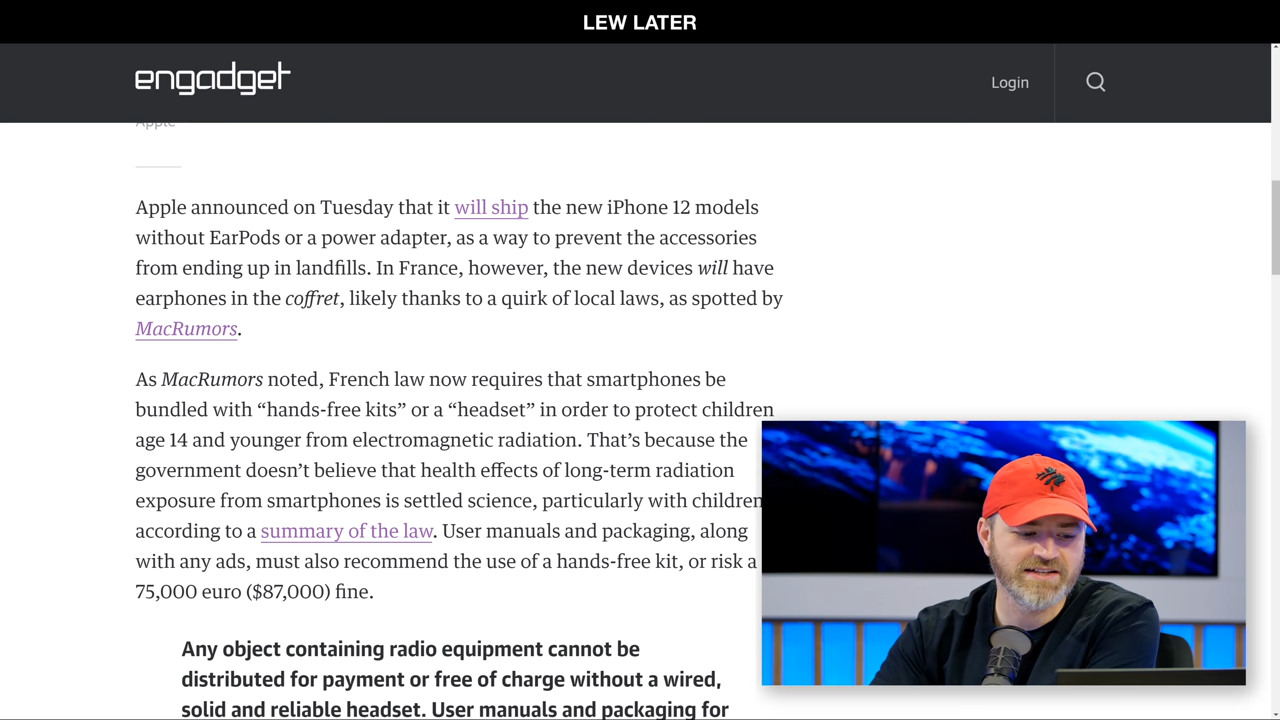 LEW LATER
engadget
Login
Apple
Apple announced on Tuesday that it will ship the new iPhone 12 models
without EarPods or a power adapter, as a way to prevent the accessories
from ending up in landfills. In France, however, the new devices will have
earphones in the coffret, likely thanks to a quirk of local laws, as spotted by
MacRumors.
As MacRumors noted, French law now requires that smartphones be
bundled with “hands-free kits” or a “headset” in order to protect children
age 14 and younger from electromagnetic radiation. That’s because the
government doesn’t believe that health effects of long-term radiation
exposure from smartphones is settled science, particularly with children
according to a summary of the law. User manuals and packaging, along
with any ads, must also recommend the use of a hands-free kit, or risk a
75,000 euro ($87,000) fine.
Any object containing radio equipment cannot be
distributed for payment or free of charge without a wired,
solid and reliable headset. User manuals and packaging for